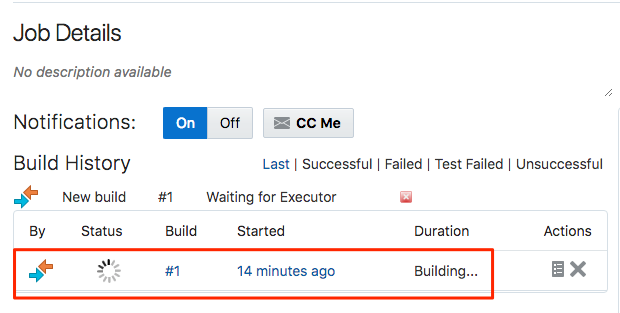 Job Details
No description available
Notifications: On Off CC Me
Build History Last | Successful | Failed | Test Failed | Unsuccessful
New build #1 Waiting for Executor
By Status Build Started Duration Actions
#1 14 minutes ago Building...